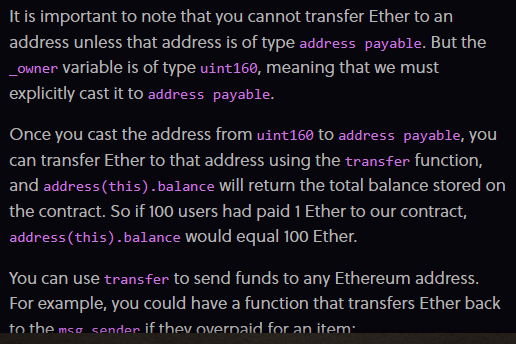 It is important to note that you cannot transfer Ether to an
address unless that address is of type address payable. But the
_owner variable is of type uint160, meaning that we must
explicitly cast it to address payable.
Once you cast the address from uint160 to address payable, you
can transfer Ether to that address using the transfer function,
and address(this).balance will return the total balance stored on
the contract. So if 100 users had paid 1 Ether to our contract,
address(this).balance would equal 100 Ether.
You can use transfer to send funds to any Ethereum address.
For example, you could have a function that transfers Ether back
to the msg.sender if they overpaid for an item: